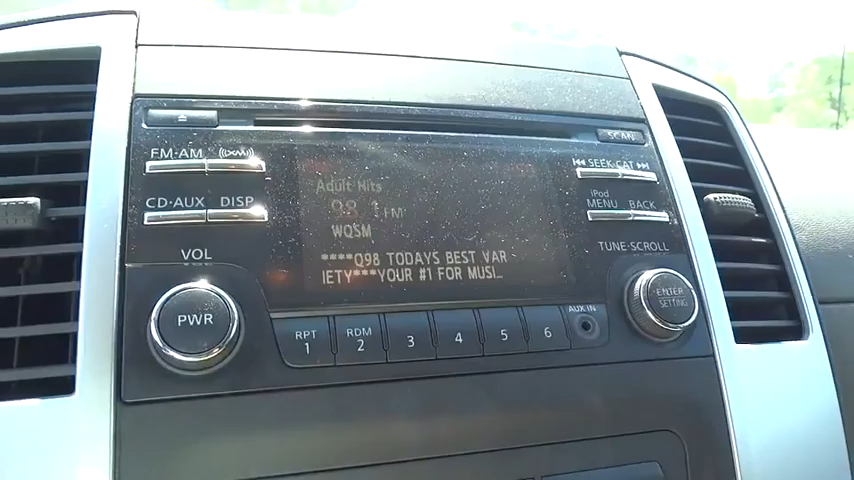 SCAN
FM·AM ((XM))
SEEK·CAT
CD·AUX DISP
iPod
MENU BACK
Adult Hits
98.1 FM
WQSM
****Q98 TODAYS BEST VAR
IETY****YOUR #1 FOR MUSI…
VOL
TUNE·SCROLL
PWR
ENTER
SETTING
RPT RDM
1 2 3 4 5 6
AUX IN